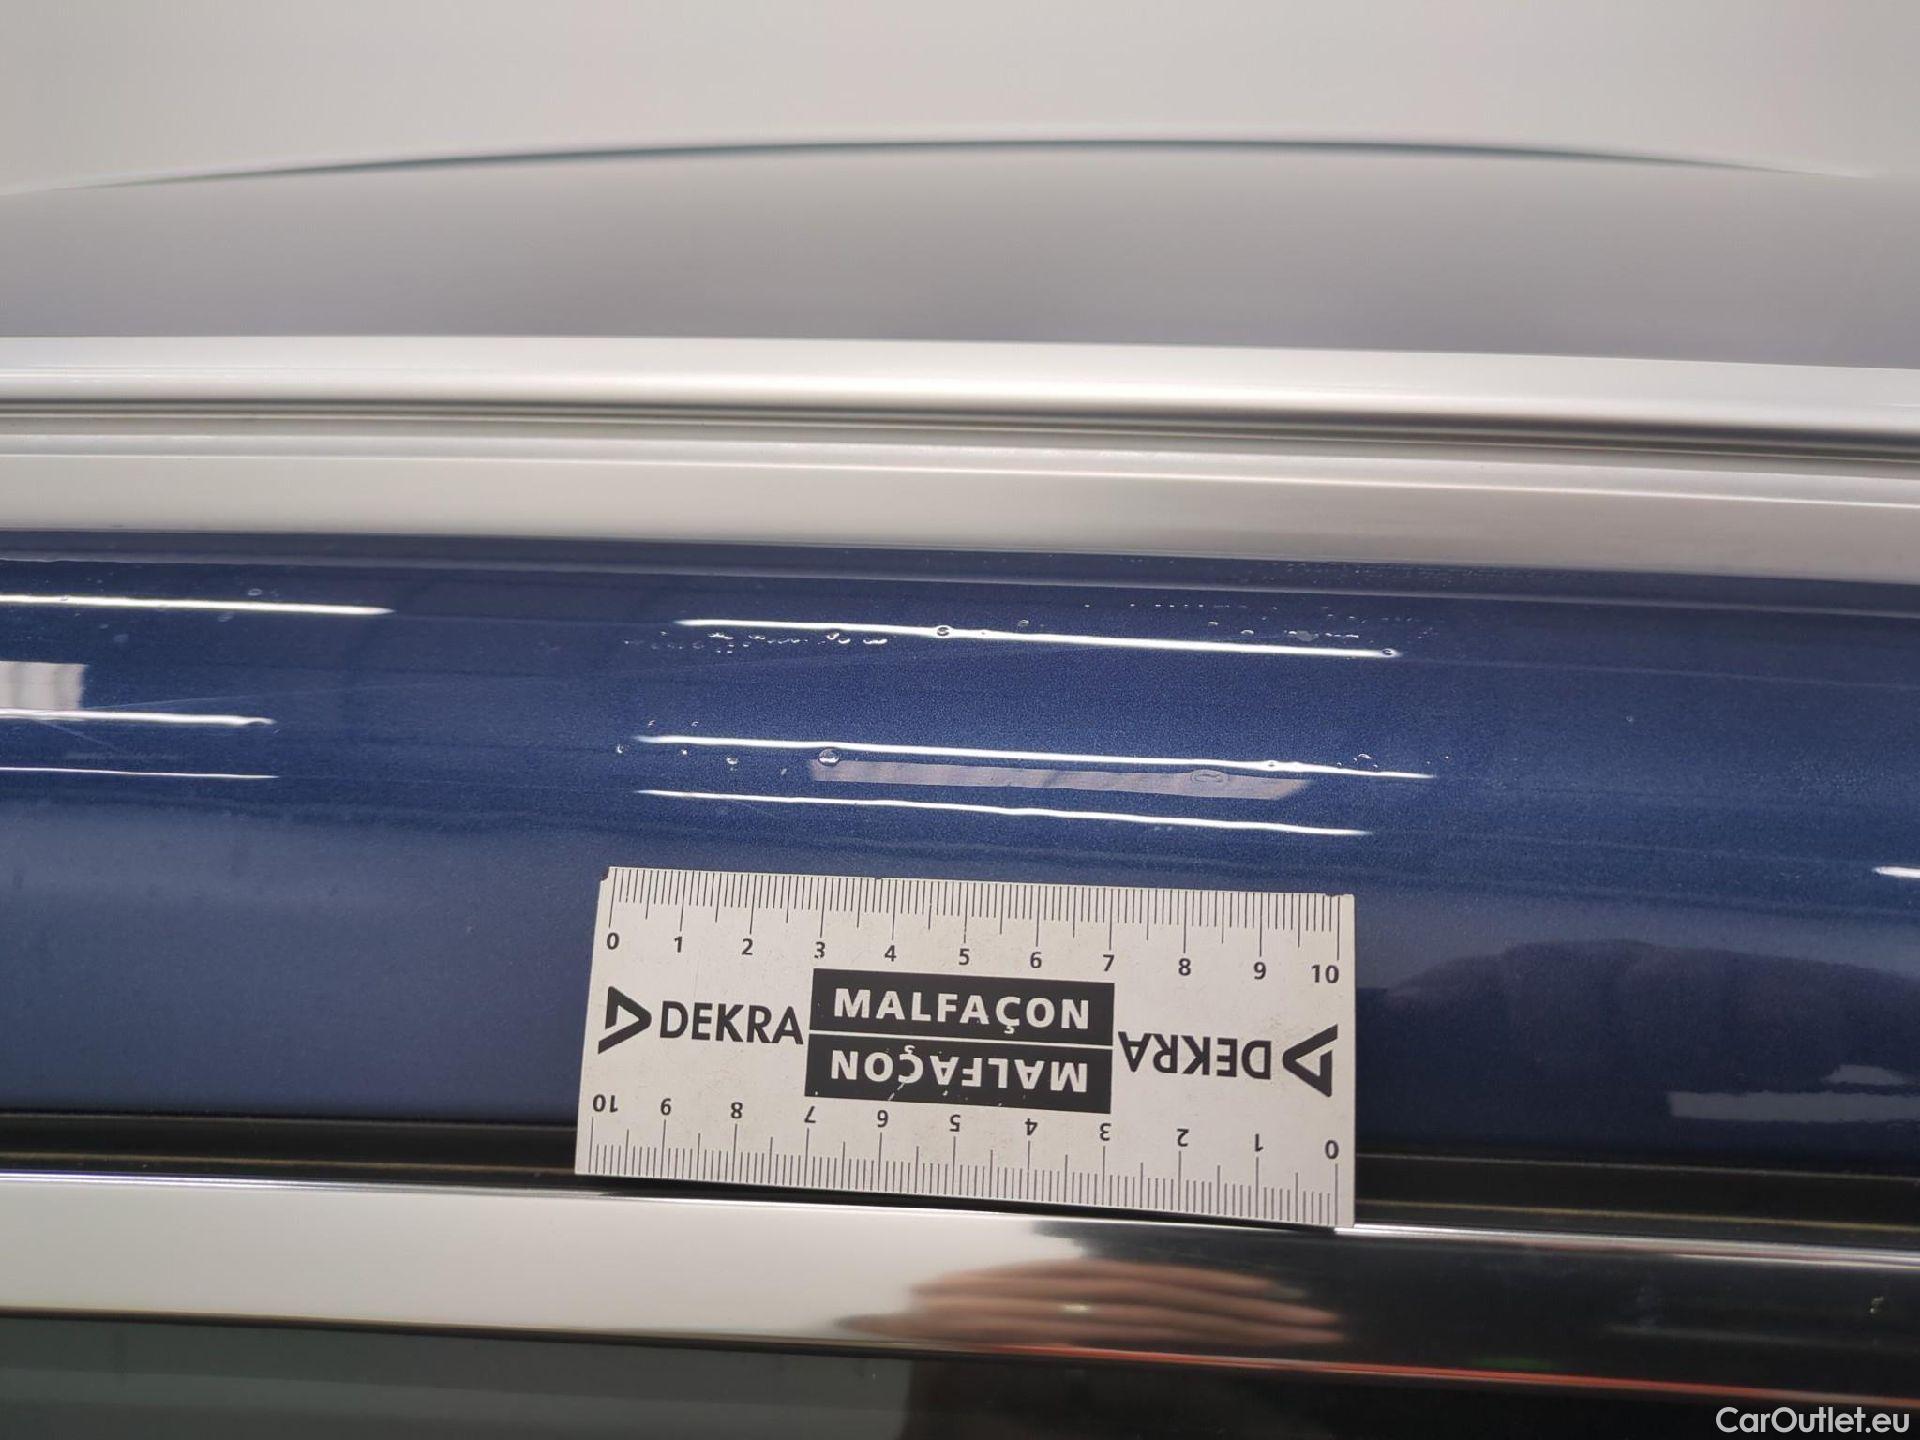 0 1 2 3 4 5 6 7 8 9 10
DEKRA MALFAÇON DEKRA
MALFAÇON
10 9 8 7 6 5 4 3 2 1 0
CarOutlet.eu